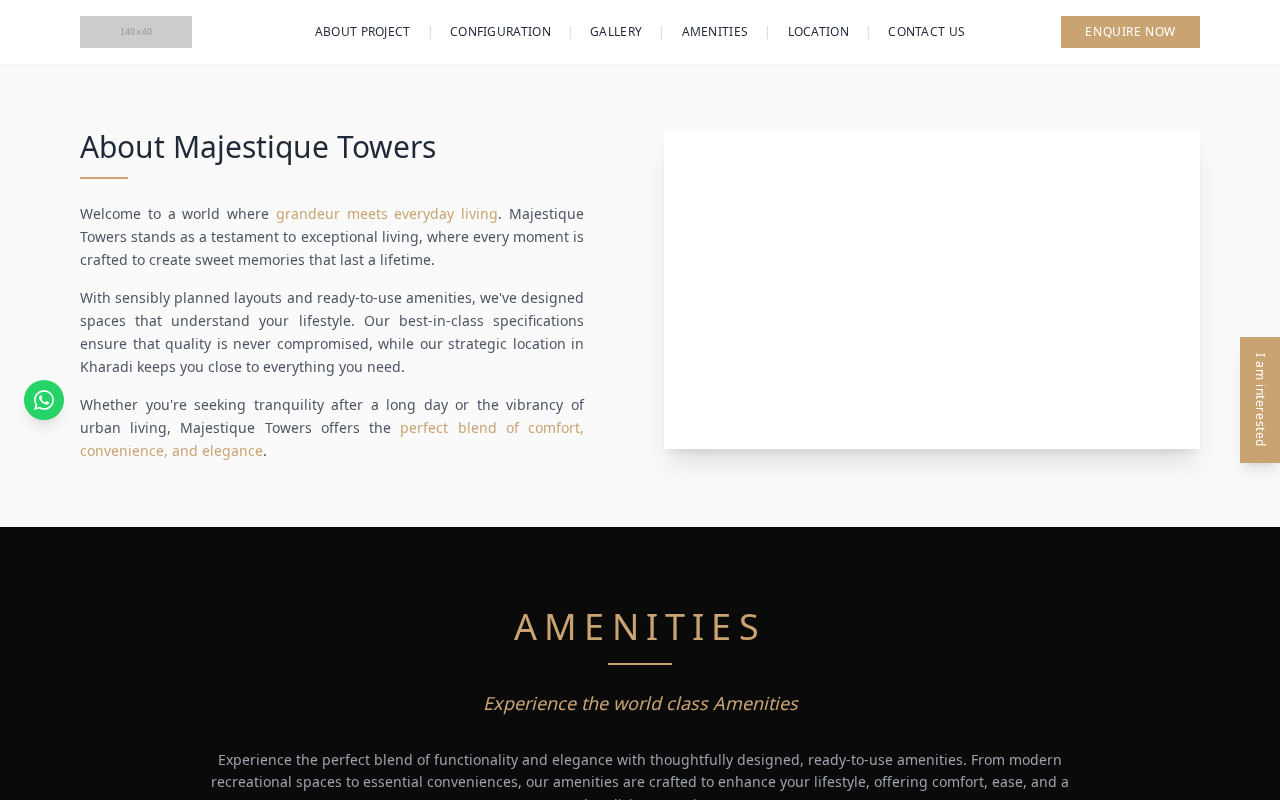 140×40
ABOUT PROJECT | CONFIGURATION | GALLERY | AMENITIES | LOCATION | CONTACT US
ENQUIRE NOW
About Majestique Towers
Welcome to a world where grandeur meets everyday living. Majestique
Towers stands as a testament to exceptional living, where every moment is
crafted to create sweet memories that last a lifetime.
With sensibly planned layouts and ready-to-use amenities, we've designed
spaces that understand your lifestyle. Our best-in-class specifications
ensure that quality is never compromised, while our strategic location in
Kharadi keeps you close to everything you need.
Whether you're seeking tranquility after a long day or the vibrancy of
urban living, Majestique Towers offers the perfect blend of comfort,
convenience, and elegance.
I am interested
AMENITIES
Experience the world class Amenities
Experience the perfect blend of functionality and elegance with thoughtfully designed, ready-to-use amenities. From modern
recreational spaces to essential conveniences, our amenities are crafted to enhance your lifestyle, offering comfort, ease, and a